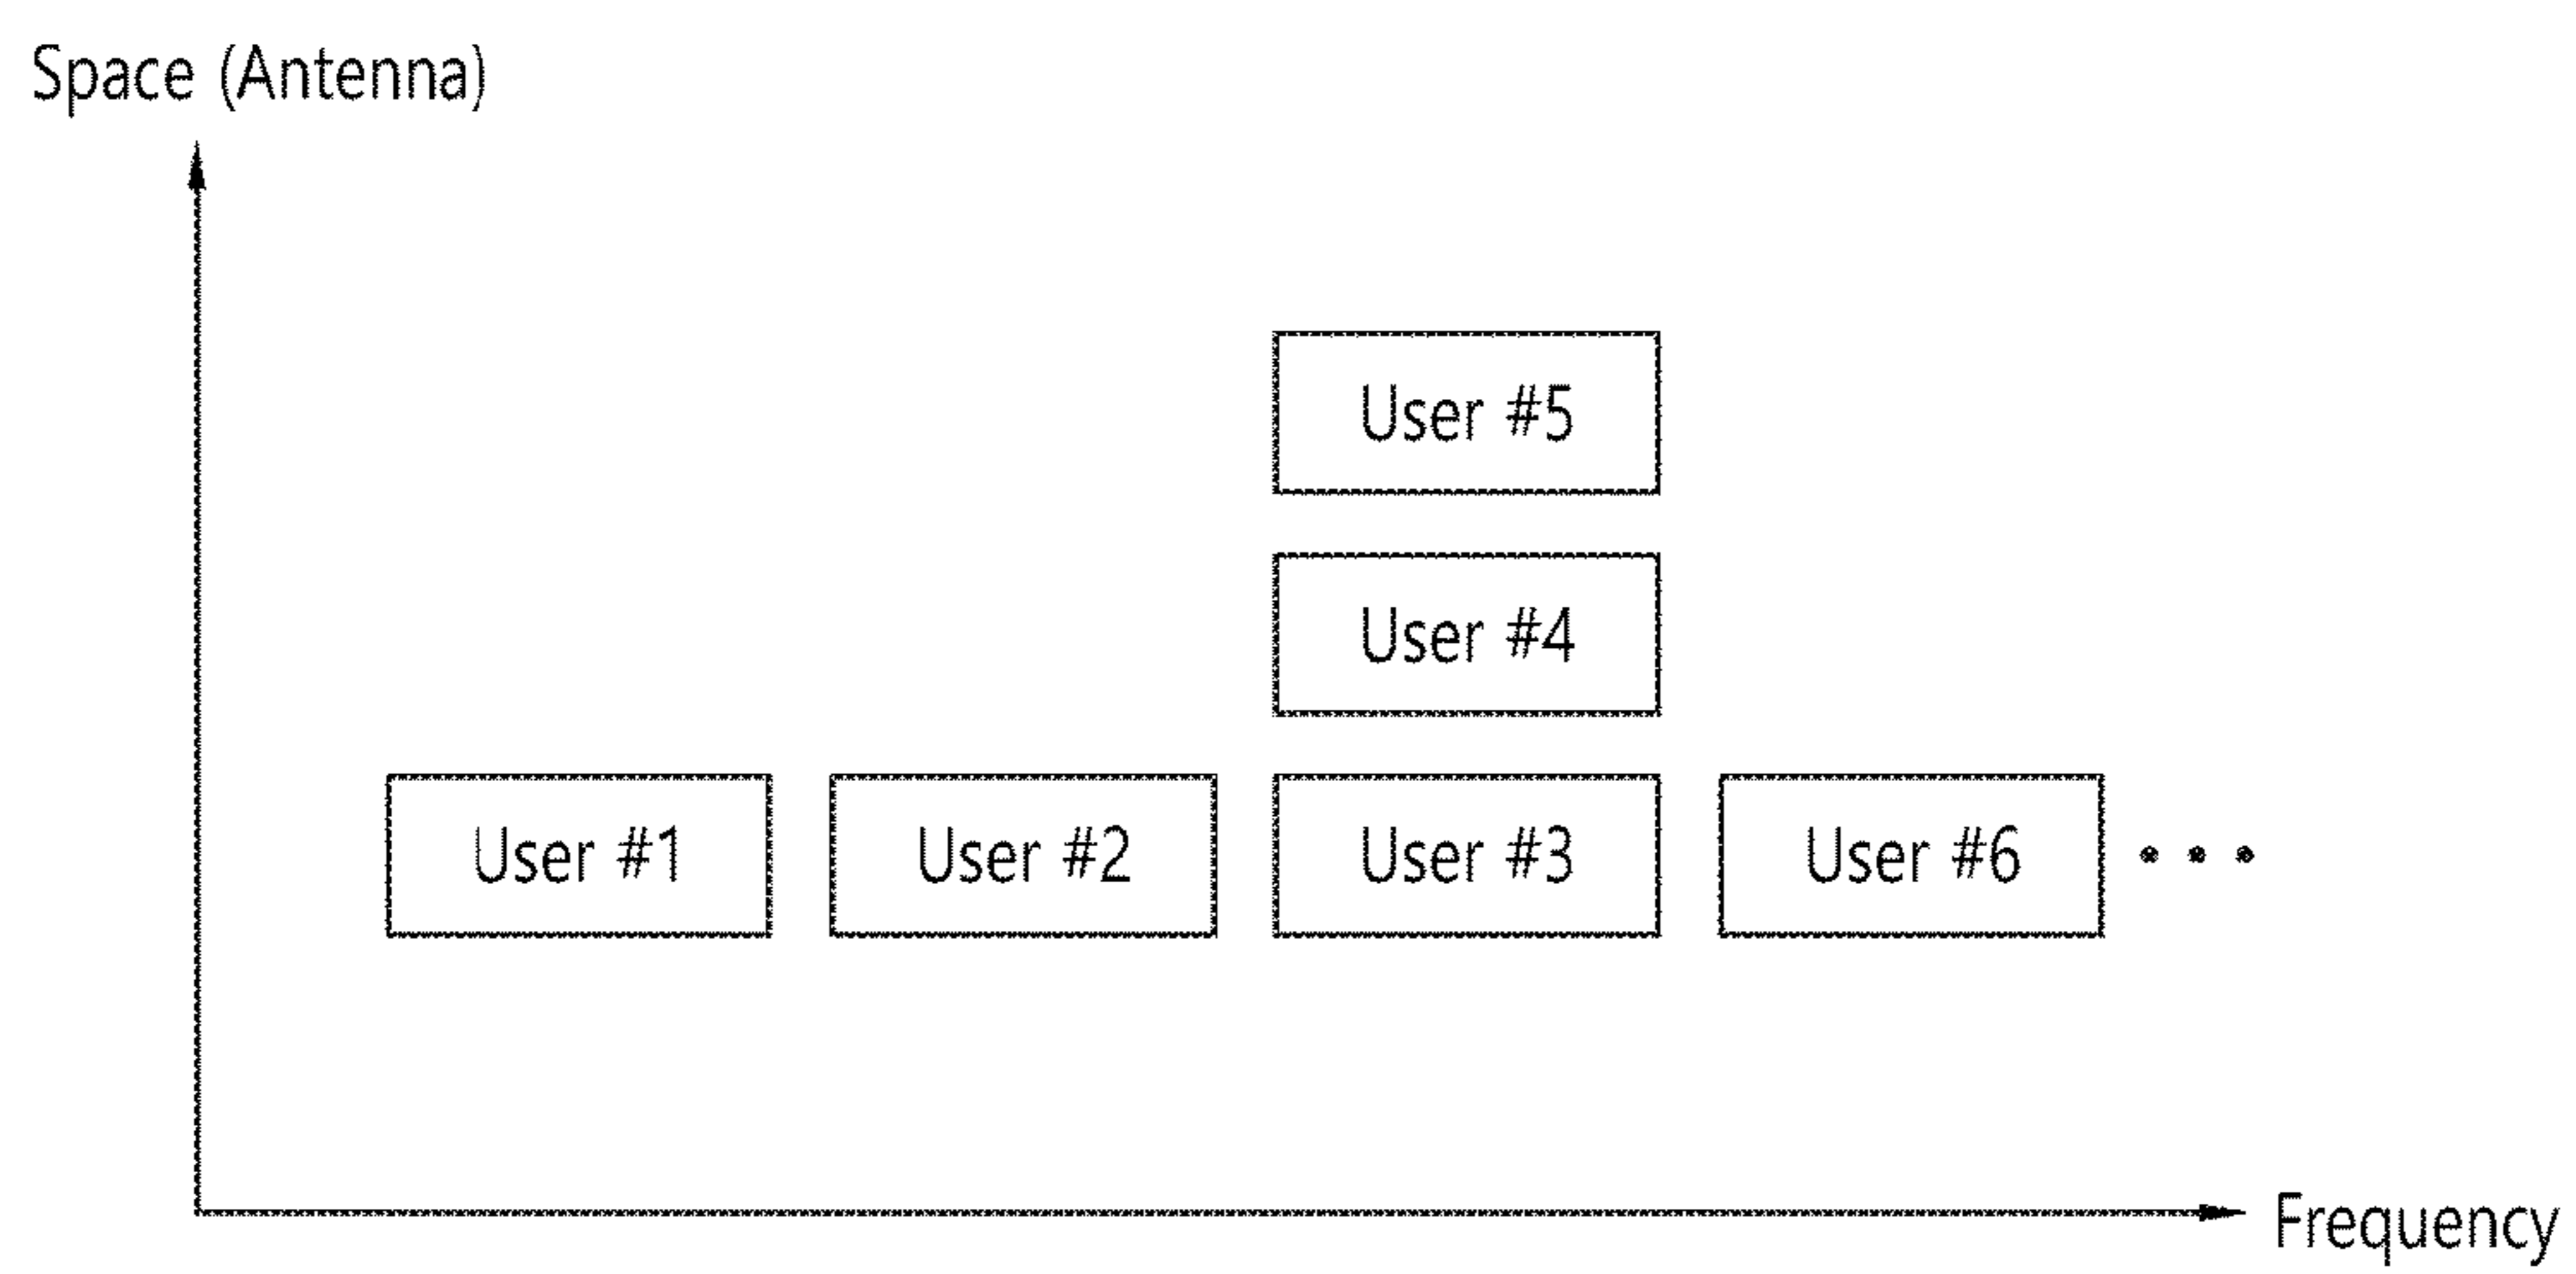 Space (Antenna)
User #5
User #4
User #1 User #2 User #3 User #6 • • •
Frequency